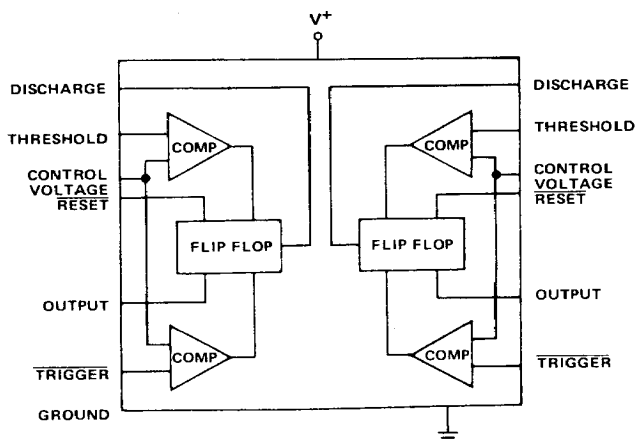 V+
DISCHARGE
THRESHOLD
CONTROL
VOLTAGE
RESET
OUTPUT
TRIGGER
GROUND
COMP
FLIP FLOP
COMP
COMP
FLIP FLOP
COMP
DISCHARGE
THRESHOLD
CONTROL
VOLTAGE
RESET
OUTPUT
TRIGGER